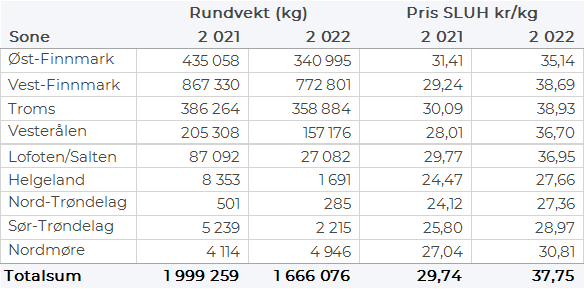 Rundvekt (kg) Pris SLUH kr/kg
Sone 2 021 2 022 2 021 2 022
Øst-Finnmark 435 058 340 995 31,41 35,14
Vest-Finnmark 867 330 772 801 29,24 38,69
Troms 386 264 358 884 30,09 38,93
Vesterålen 205 308 157 176 28,01 36,70
Lofoten/Salten 87 092 27 082 29,77 36,95
Helgeland 8 353 1 691 24,47 27,66
Nord-Trøndelag 501 285 24,12 27,36
Sør-Trøndelag 5 239 2 215 25,80 28,97
Nordmøre 4 114 4 946 27,04 30,81
Totalsum 1 999 259 1 666 076 29,74 37,75